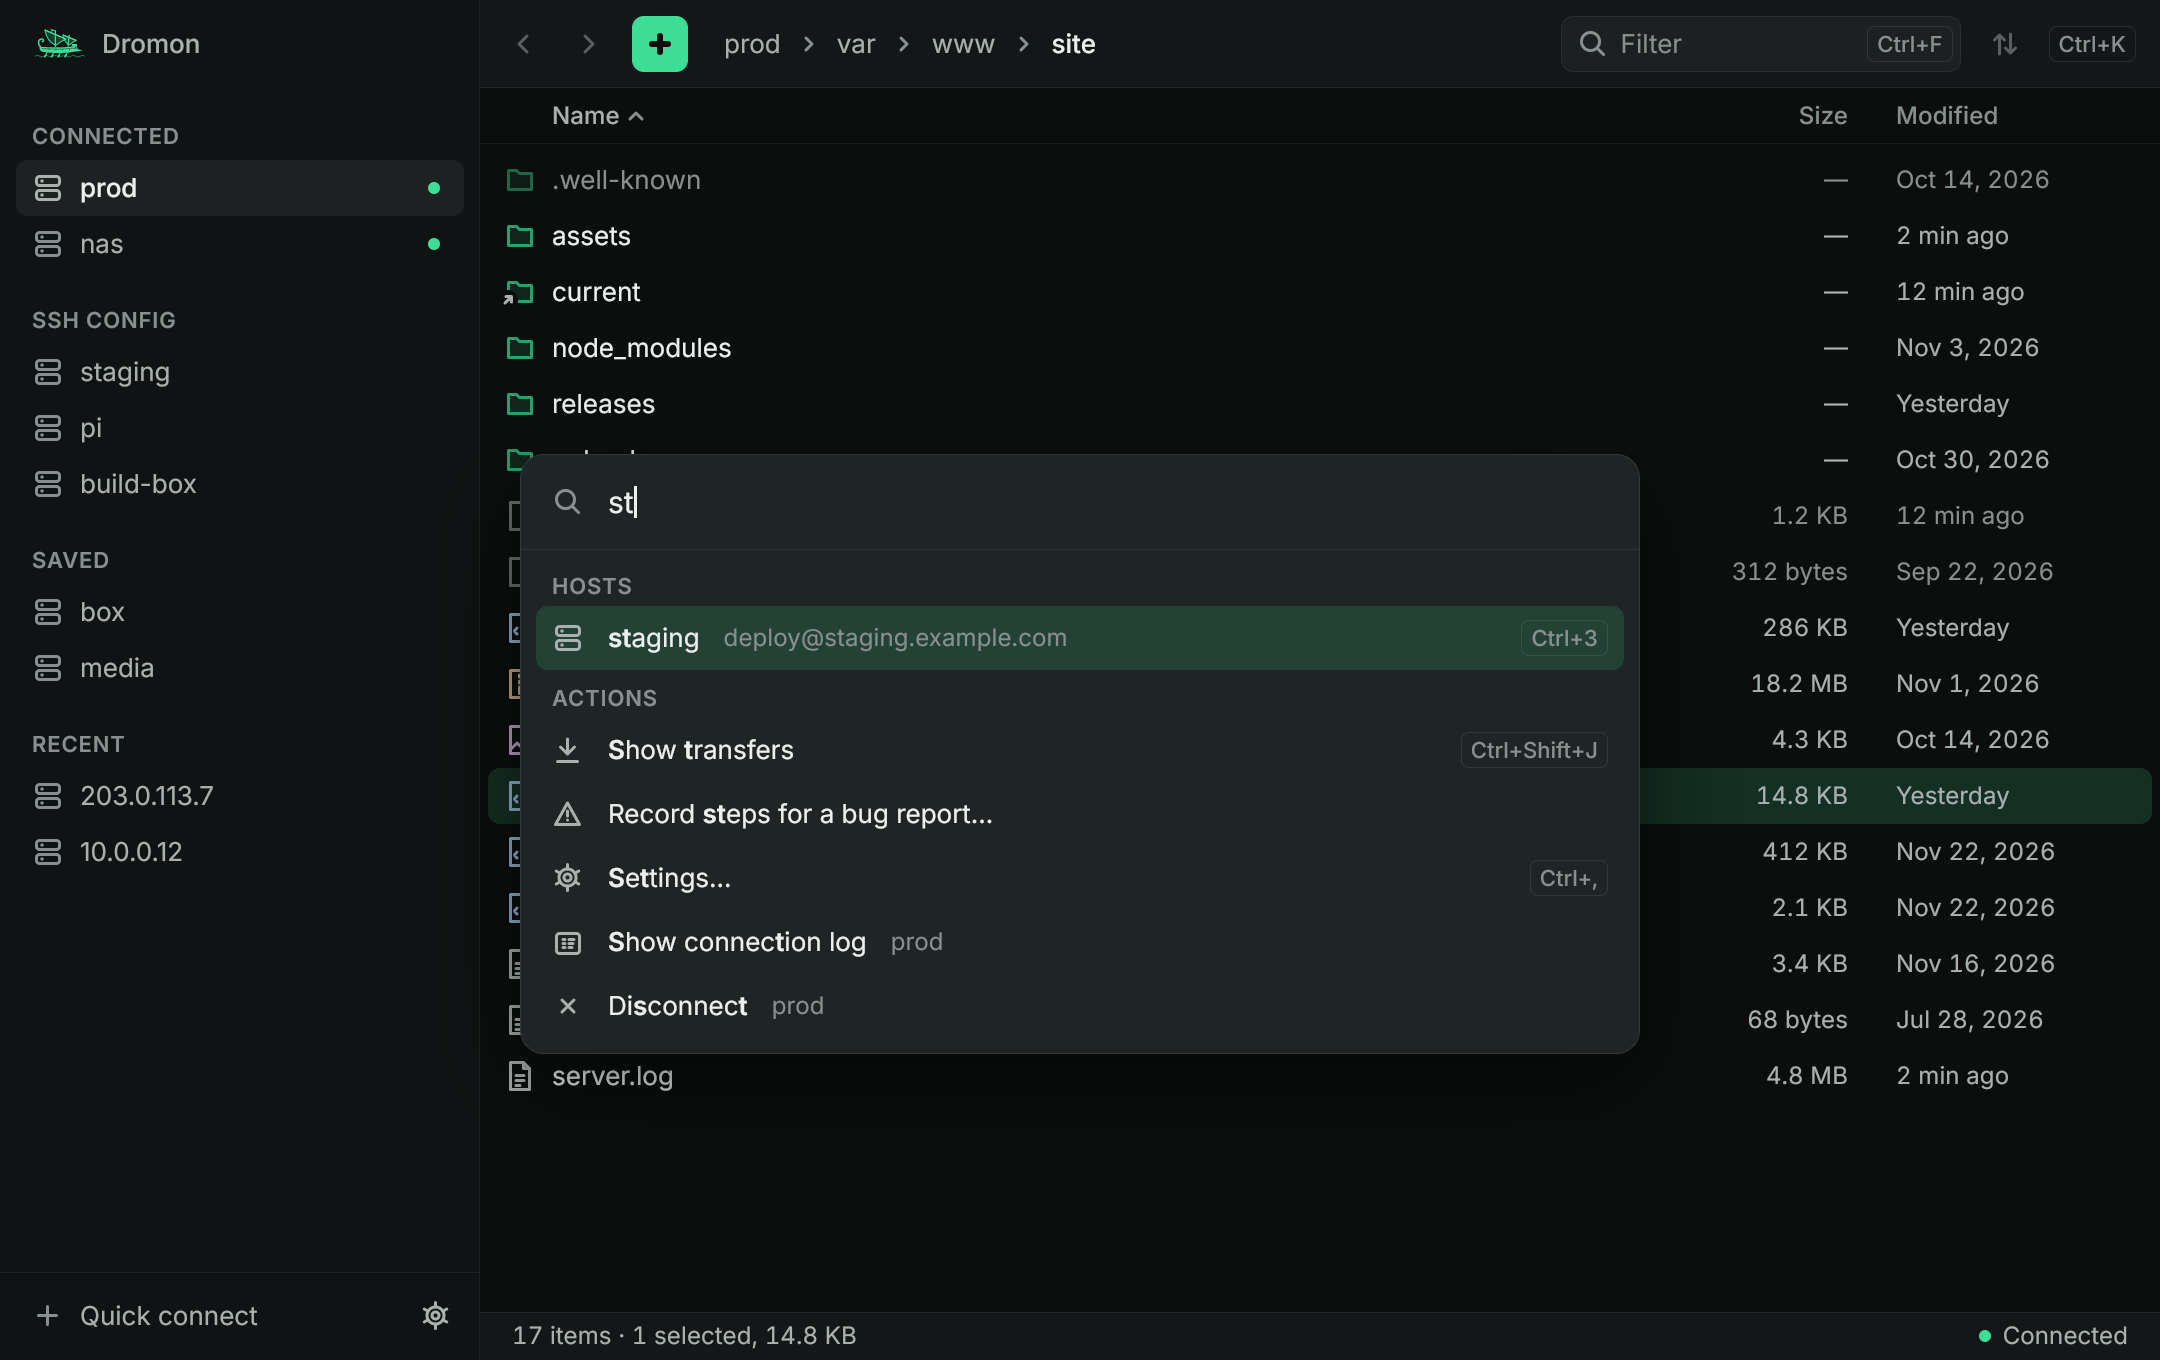 Dromon
CONNECTED
prod
nas
SSH CONFIG
staging
pi
build-box
SAVED
box
media
RECENT
203.0.113.7
10.0.0.12
Quick connect
prod › var › www › site
Filter Ctrl+F
Ctrl+K
Name Size Modified
.well-known — Oct 14, 2026
assets — 2 min ago
current — 12 min ago
node_modules — Nov 3, 2026
releases — Yesterday
— Oct 30, 2026
1.2 KB 12 min ago
312 bytes Sep 22, 2026
286 KB Yesterday
18.2 MB Nov 1, 2026
4.3 KB Oct 14, 2026
14.8 KB Yesterday
412 KB Nov 22, 2026
2.1 KB Nov 22, 2026
3.4 KB Nov 16, 2026
68 bytes Jul 28, 2026
server.log 4.8 MB 2 min ago
st
HOSTS
staging deploy@staging.example.com Ctrl+3
ACTIONS
Show transfers Ctrl+Shift+J
Record steps for a bug report...
Settings... Ctrl+,
Show connection log prod
Disconnect prod
17 items · 1 selected, 14.8 KB
Connected